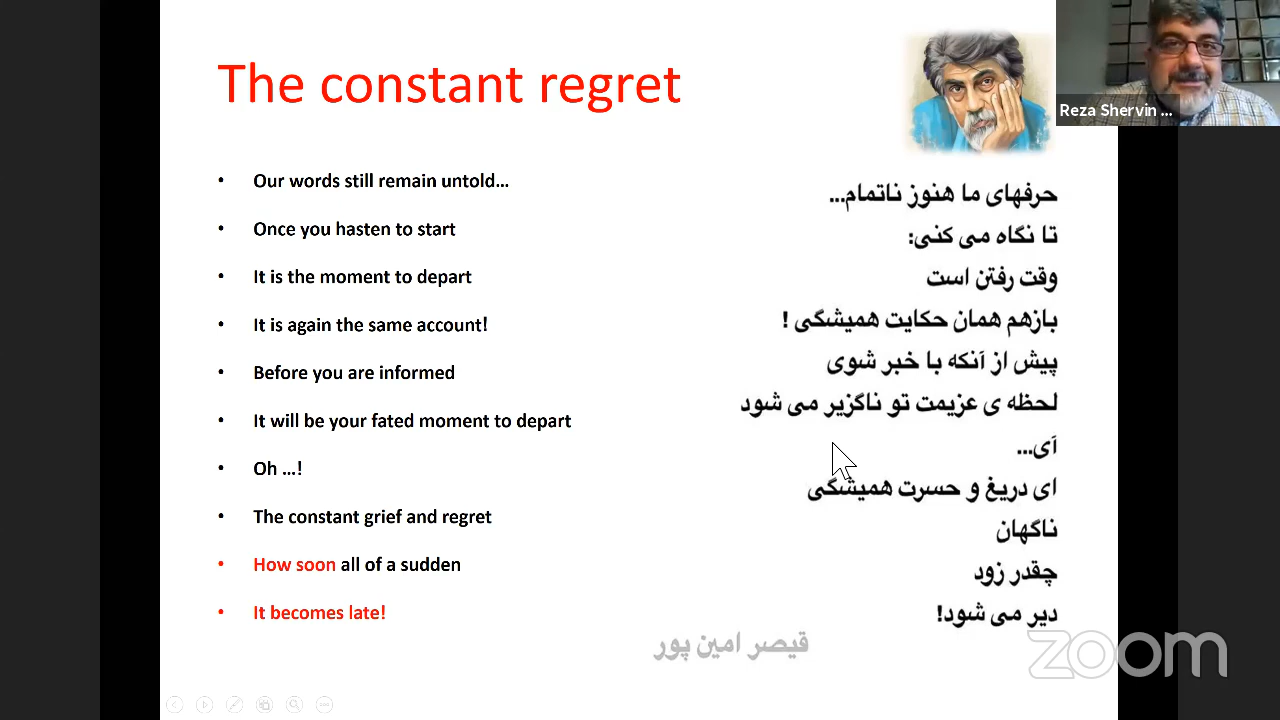 The constant regret
Reza Shervin ...
• Our words still remain untold...
• Once you hasten to start
• It is the moment to depart
• It is again the same account!
• Before you are informed
• It will be your fated moment to depart
• Oh ...!
• The constant grief and regret
• How soon all of a sudden
• It becomes late!
حرفهای ما هنوز ناتمام...
تا نگاه می کنی:
وقت رفتن است
بازهم همان حکایت همیشگی !
پیش از آنکه با خبر شوی
لحظه ی عزیمت تو ناگزیر می شود
آی...
ای دریغ و حسرت همیشگی
ناگهان
چقدر زود
دیر می شود!
قیصر امین پور
zoom